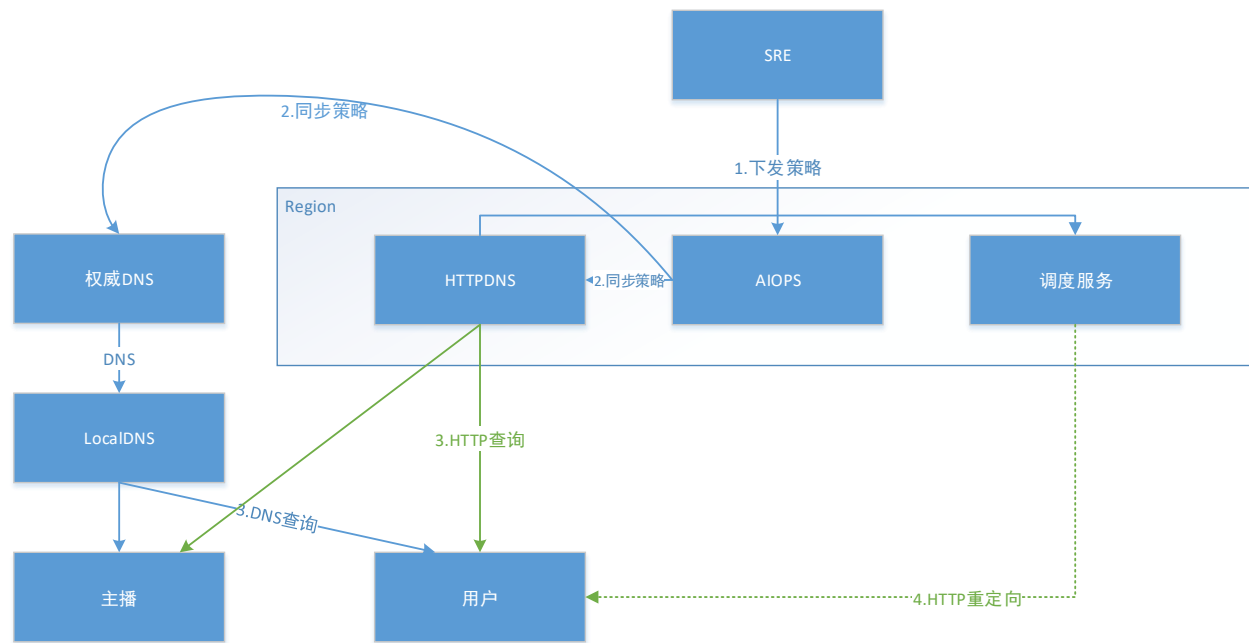 SRE
2.同步策略
1.下发策略
Region
权威DNS
HTTPDNS
2.同步策略
AIOPS
调度服务
DNS
LocalDNS
3.HTTP查询
3.DNS查询
主播
用户
4.HTTP重定向